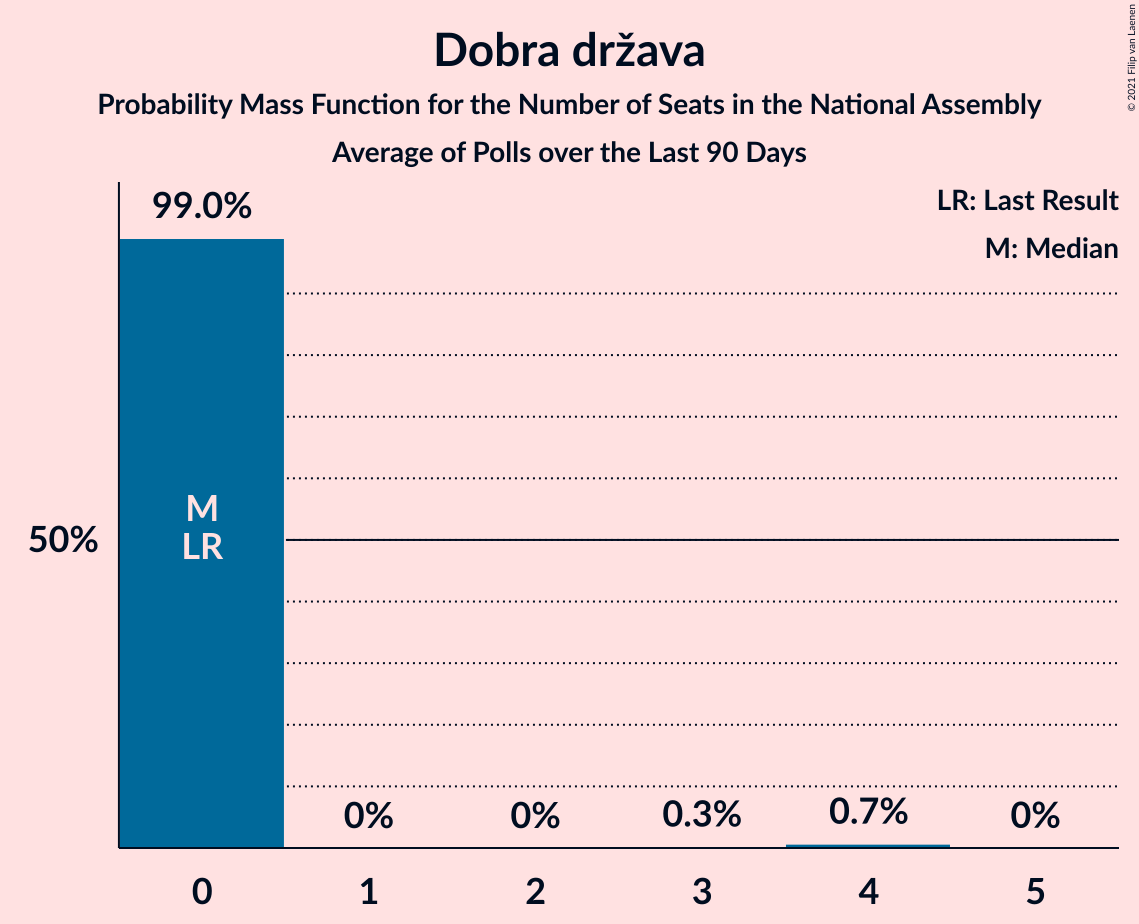 Dobra država
Probability Mass Function for the Number of Seats in the National Assembly
Average of Polls over the Last 90 Days
© 2021 Filip van Laenen
LR: Last Result
M: Median
99.0%
M
LR
50%
0%
0%
0.3%
0.7%
0%
0
1
2
3
4
5